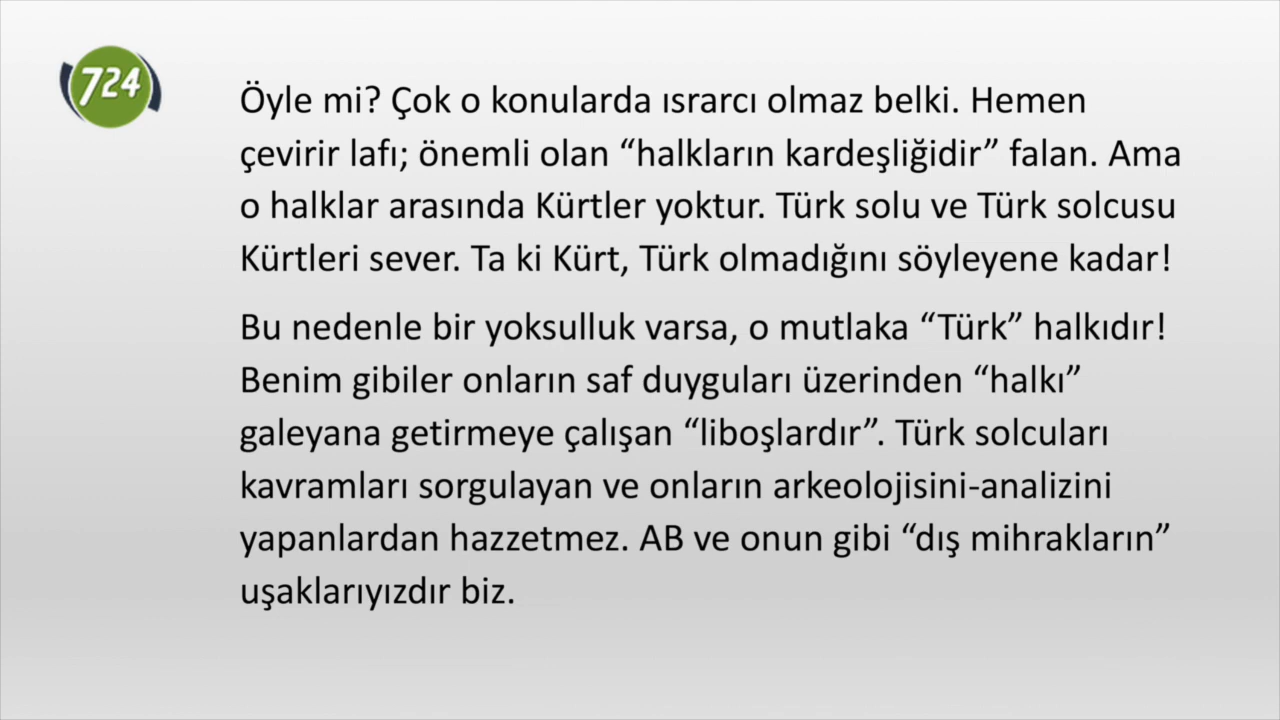 724
Öyle mi? Çok o konularda ısrarcı olmaz belki. Hemen
çevirir lafı; önemli olan “halkların kardeşliğidir” falan. Ama
o halklar arasında Kürtler yoktur. Türk solu ve Türk solcusu
Kürtleri sever. Ta ki Kürt, Türk olmadığını söyleyene kadar!
Bu nedenle bir yoksulluk varsa, o mutlaka “Türk” halkıdır!
Benim gibiler onların saf duyguları üzerinden “halkı”
galeyana getirmeye çalışan “liboşlardır”. Türk solcuları
kavramları sorgulayan ve onların arkeolojisini-analizini
yapanlardan hazzetmez. AB ve onun gibi “dış mihrakların”
uşaklarıyızdır biz.